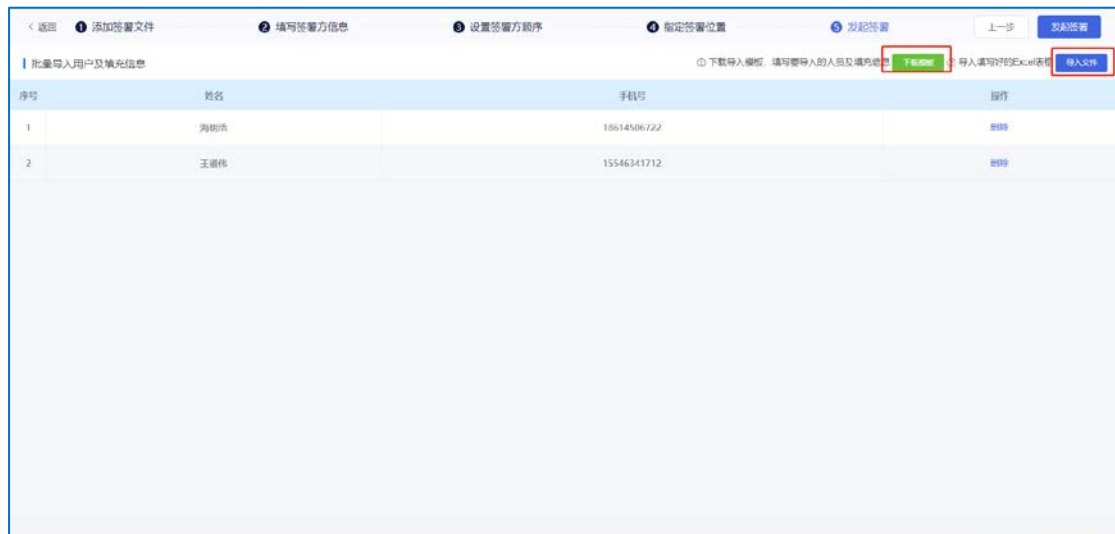 < 返回 ❶ 添加签署文件 ❷ 填写签署方信息 ❸ 设置签署方顺序 ❹ 指定签署位置 ❺ 发起签署 上一步 发起签署
批量导入用户及填充信息 ① 下载导入模板,填写要导入的人员及填充信息 下载模板 ② 导入填写好的Excel表格 导入文件
序号 姓名 手机号 操作
1 18614506722 删除
2 15546341712 删除